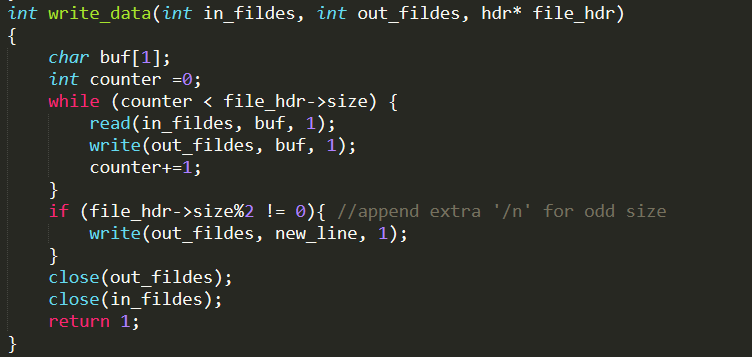 int write_data(int in_fildes, int out_fildes, hdr* file_hdr)
{
    char buf[1];
    int counter =0;
    while (counter < file_hdr->size) {
        read(in_fildes, buf, 1);
        write(out_fildes, buf, 1);
        counter+=1;
    }
    if (file_hdr->size%2 != 0){ //append extra '/n' for odd size
        write(out_fildes, new_line, 1);
    }
    close(out_fildes);
    close(in_fildes);
    return 1;
}